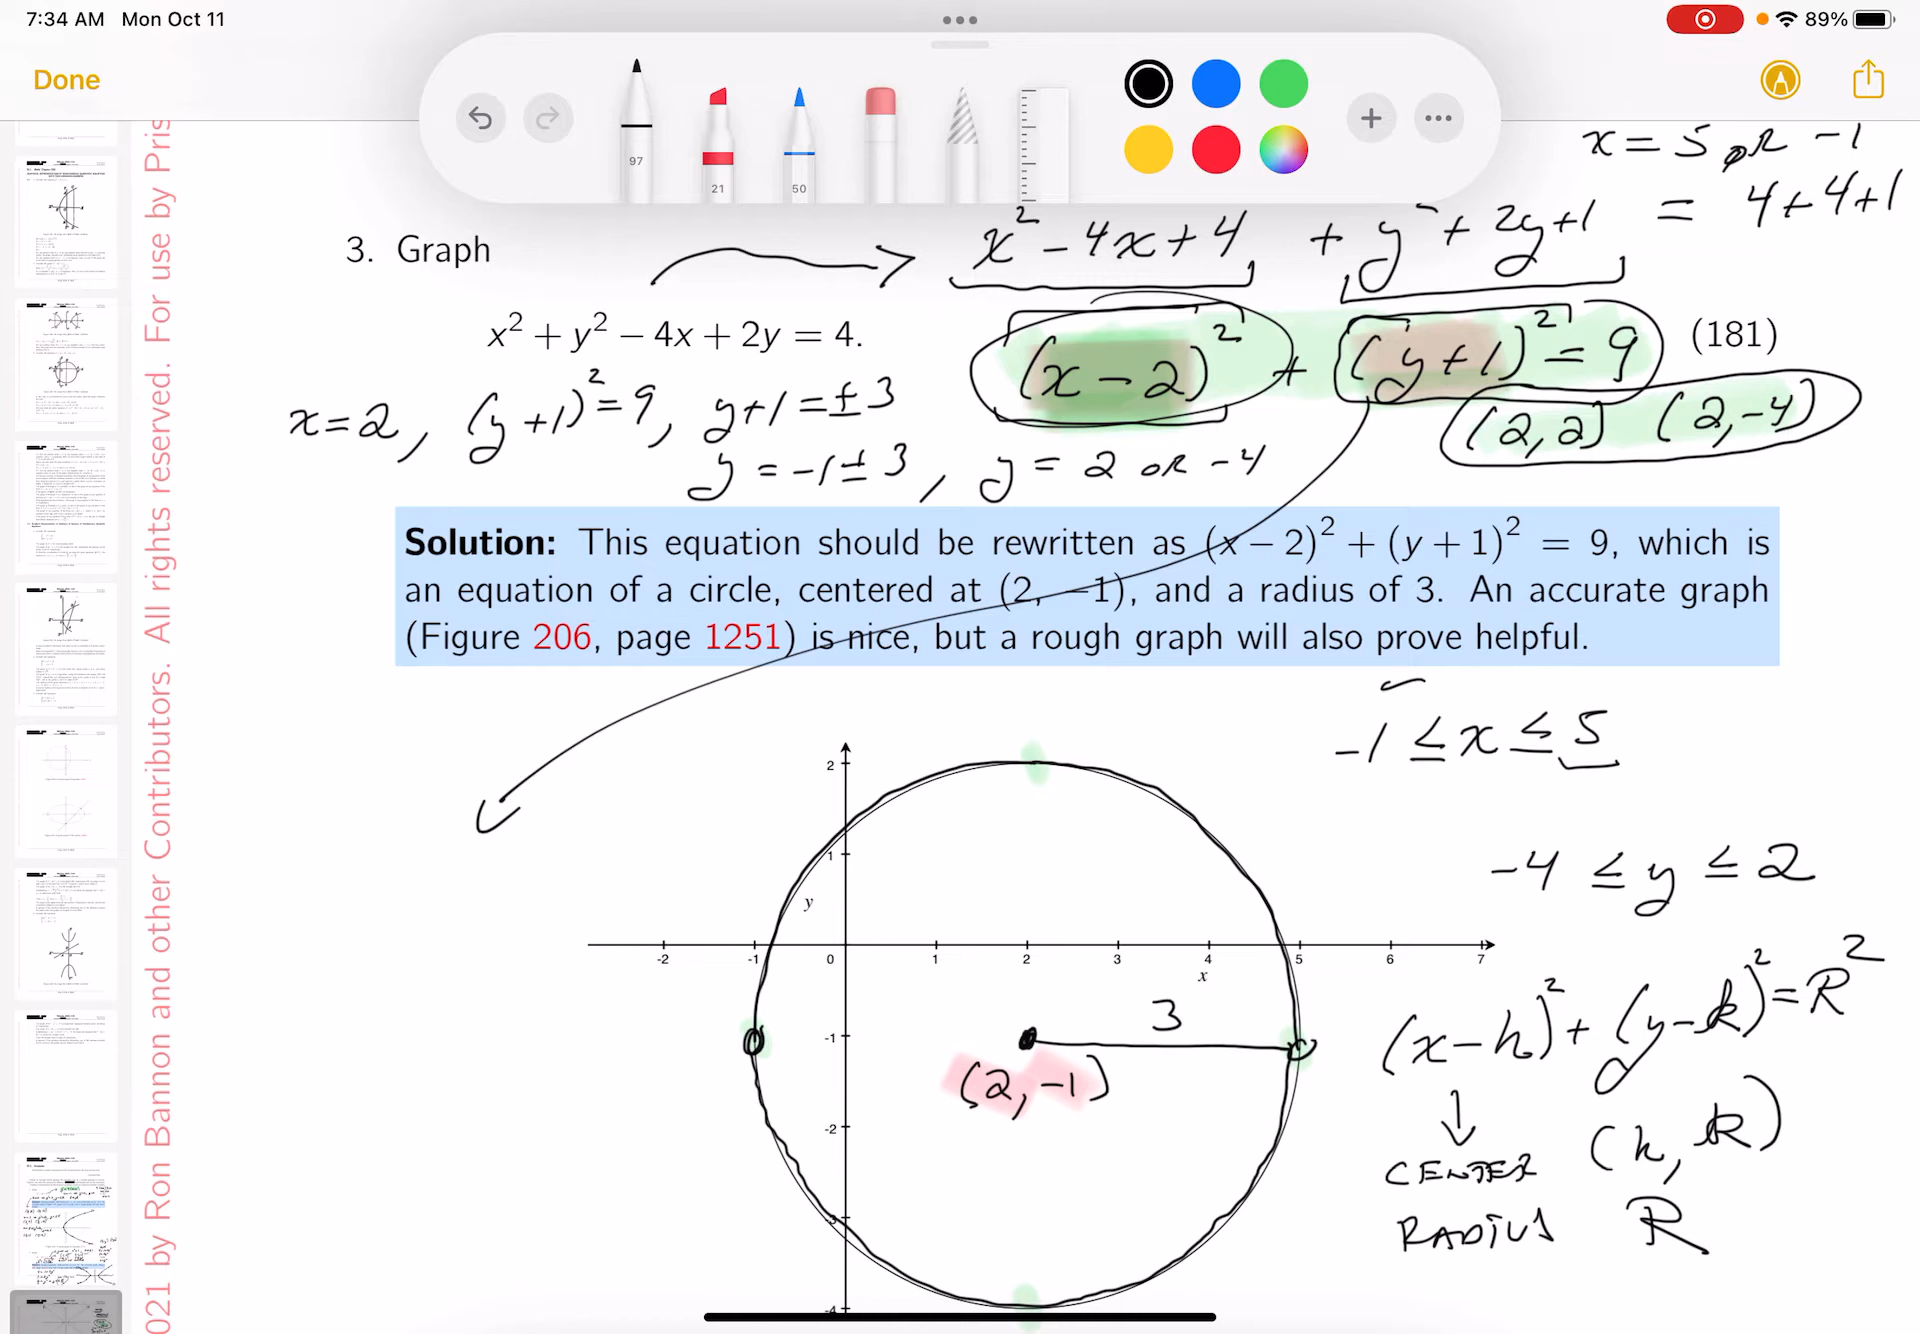 7:34 AM Mon Oct 11
89%
Done
97
21
50
x = 5 OR -1
3. Graph
x² - 4x + 4 + y² + 2y + 1 = 4 + 4 + 1
x² + y² − 4x + 2y = 4.
(x - 2)² + (y + 1)² = 9
(181)
(2, 2) (2, -4)
x = 2, (y + 1)² = 9, y + 1 = ± 3
y = -1 ± 3, y = 2 OR -4
Solution: This equation should be rewritten as (x − 2)² + (y + 1)² = 9, which is
an equation of a circle, centered at (2, −1), and a radius of 3. An accurate graph
(Figure 206, page 1251) is nice, but a rough graph will also prove helpful.
-1 ≤ x ≤ 5
-4 ≤ y ≤ 2
2
1
y
-2 -1 0 1 2 3 4 5 6 7
x
3
-1
(2, -1)
-2
-3
-4
(x - h)² + (y - k)² = R²
CENTER (h, k)
RADIUS R
021 by Ron Bannon and other Contributors. All rights reserved. For use by Pris